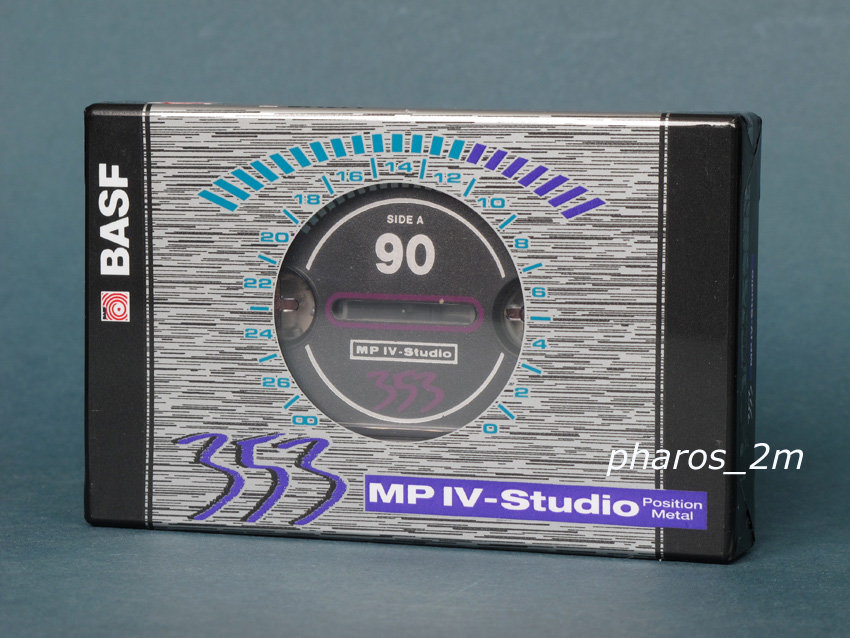 BASF
18 16 14 12 10
20 8
22 6
24 4
26 2
∞ 0
SIDE A
90
MP IV-Studio
353
353
MP IV-Studio Position
Metal
pharos_2m